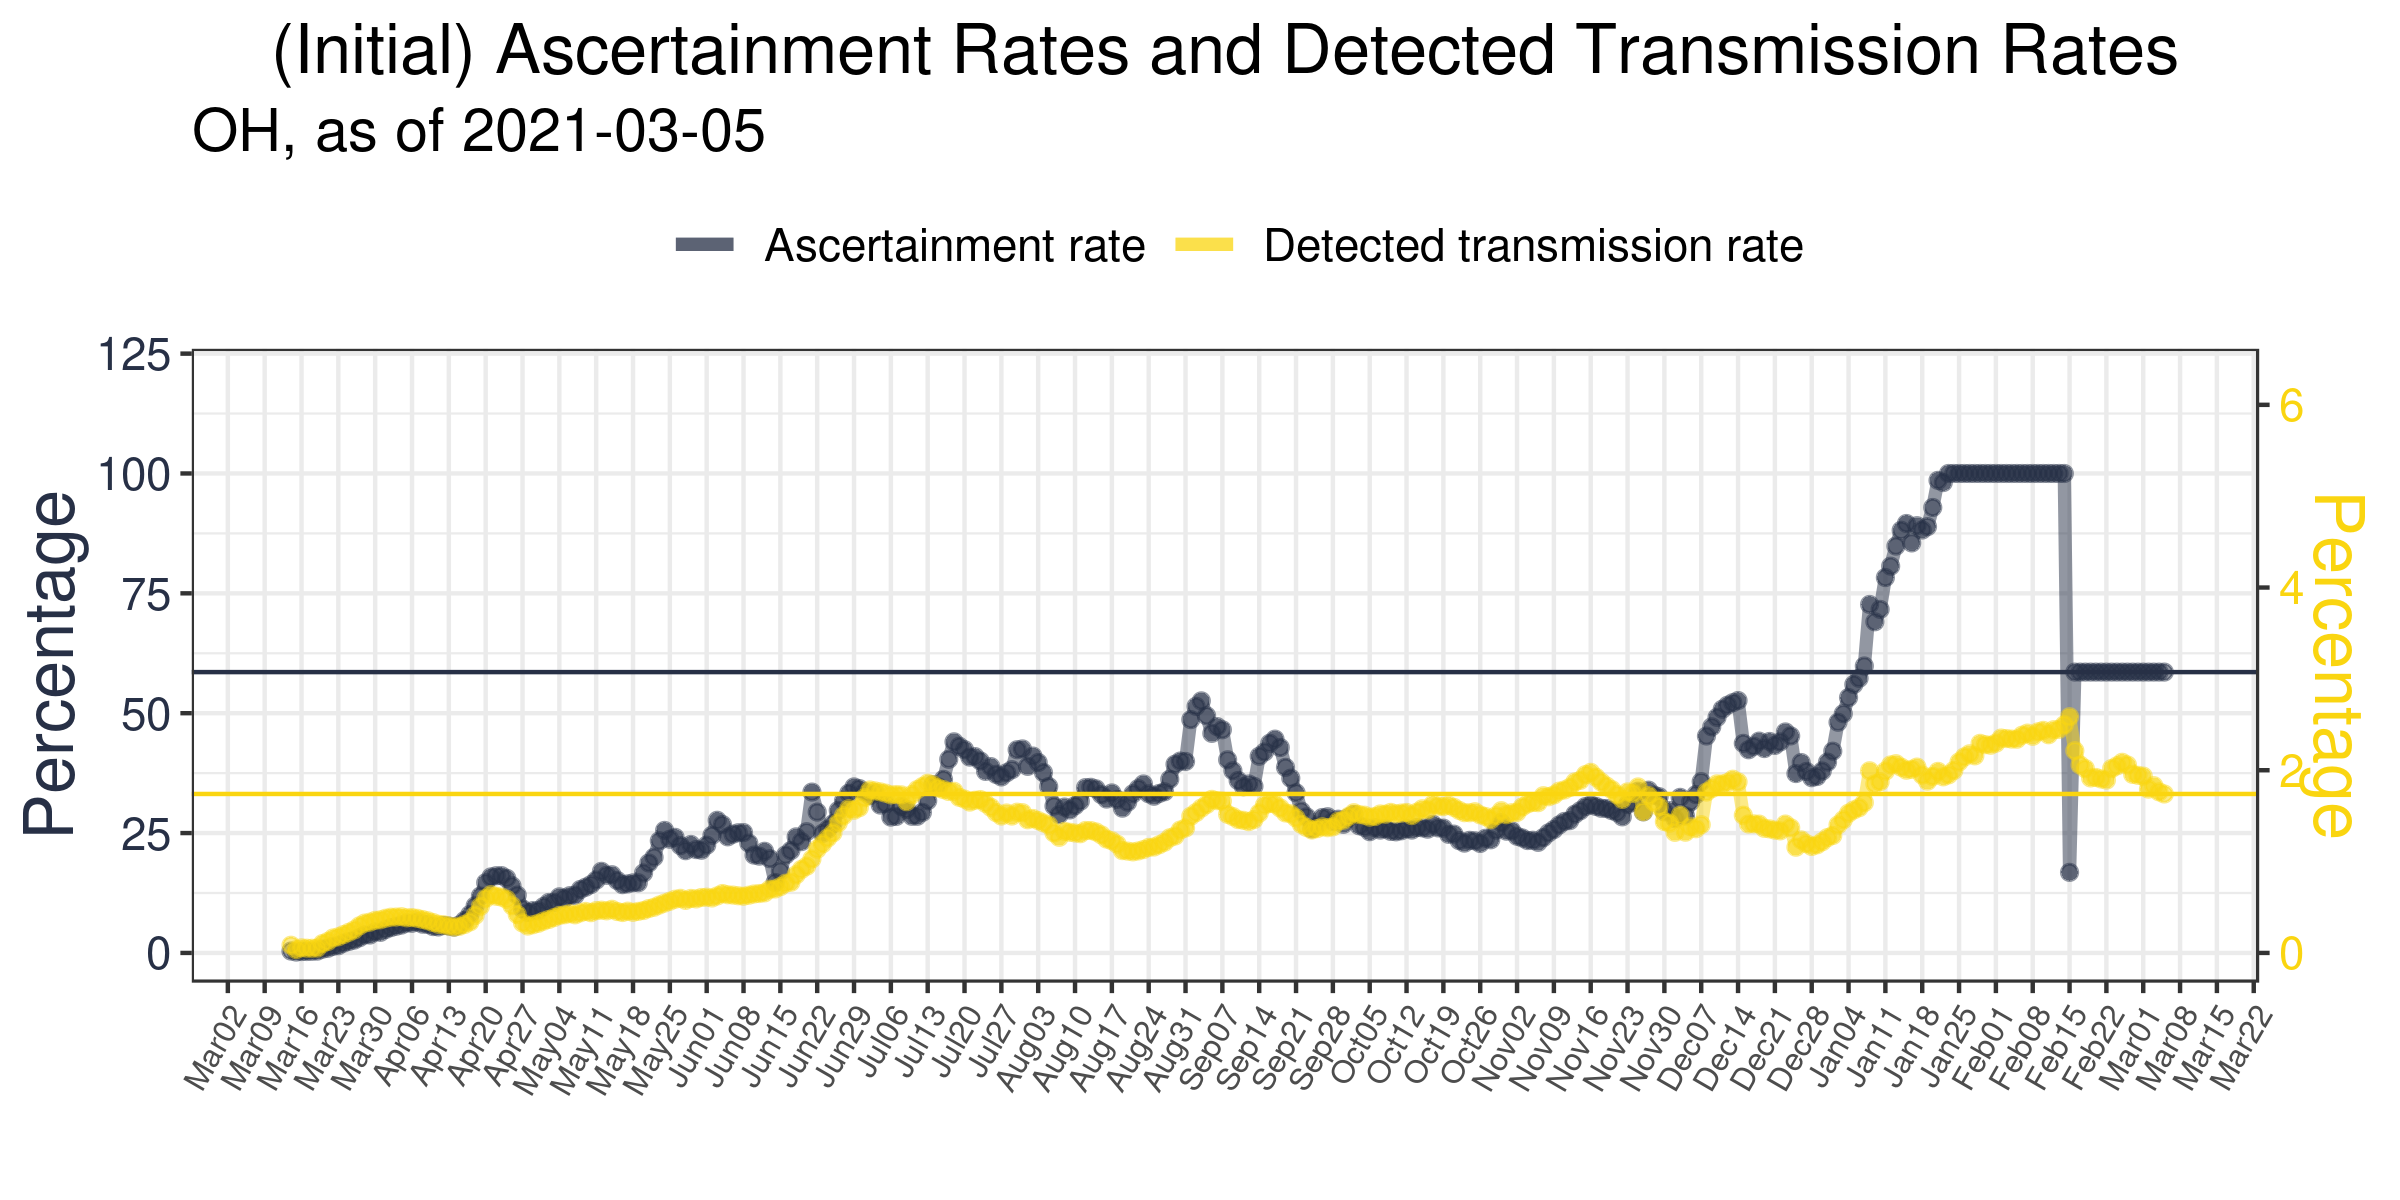 (Initial) Ascertainment Rates and Detected Transmission Rates
OH, as of 2021-03-05
Ascertainment rate
Detected transmission rate
Percentage
125
100
75
50
25
0
6
4
2
0
Percentage
Mar02
Mar09
Mar16
Mar23
Mar30
Apr06
Apr13
Apr20
Apr27
May04
May11
May18
May25
Jun01
Jun08
Jun15
Jun22
Jun29
Jul06
Jul13
Jul20
Jul27
Aug03
Aug10
Aug17
Aug24
Aug31
Sep07
Sep14
Sep21
Sep28
Oct05
Oct12
Oct19
Oct26
Nov02
Nov09
Nov16
Nov23
Nov30
Dec07
Dec14
Dec21
Dec28
Jan04
Jan11
Jan18
Jan25
Feb01
Feb08
Feb15
Feb22
Mar01
Mar08
Mar15
Mar22